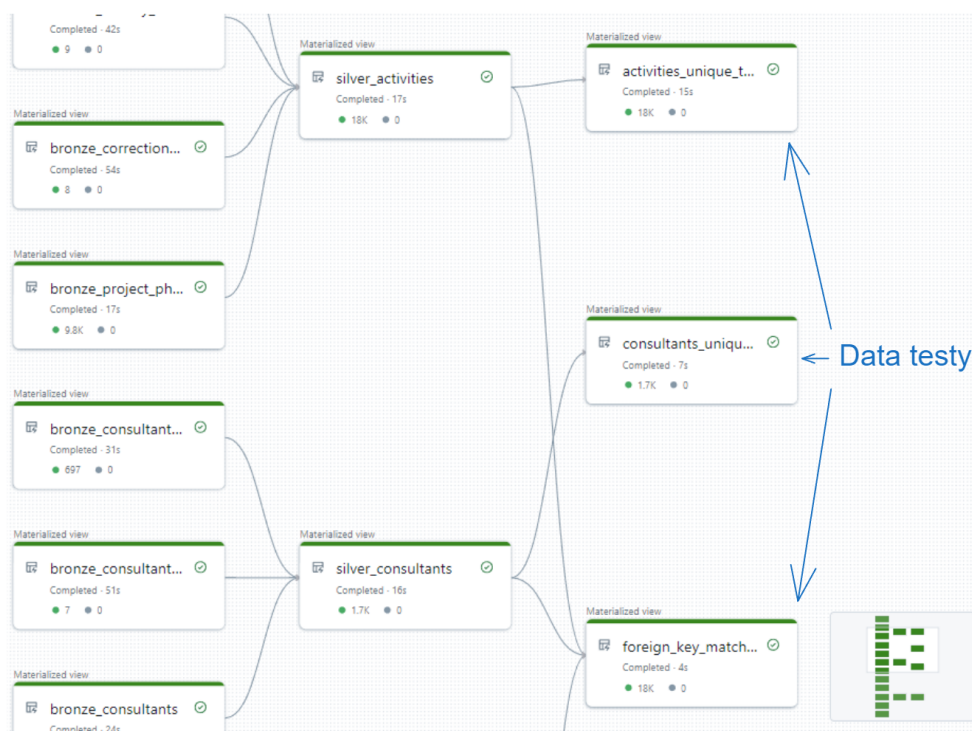 Completed · 42s
9 0
Materialized view
bronze_correction...
Completed · 54s
8 0
Materialized view
bronze_project_ph...
Completed · 17s
9.8K 0
Materialized view
bronze_consultant...
Completed · 31s
697 0
Materialized view
bronze_consultant...
Completed · 51s
7 0
Materialized view
bronze_consultants
Completed · 24s
Materialized view
silver_activities
Completed · 17s
18K 0
Materialized view
silver_consultants
Completed · 16s
1.7K 0
Materialized view
activities_unique_t...
Completed · 15s
18K 0
Materialized view
consultants_uniqu...
Completed · 7s
1.7K 0
Materialized view
foreign_key_match...
Completed · 4s
18K 0
Data testy